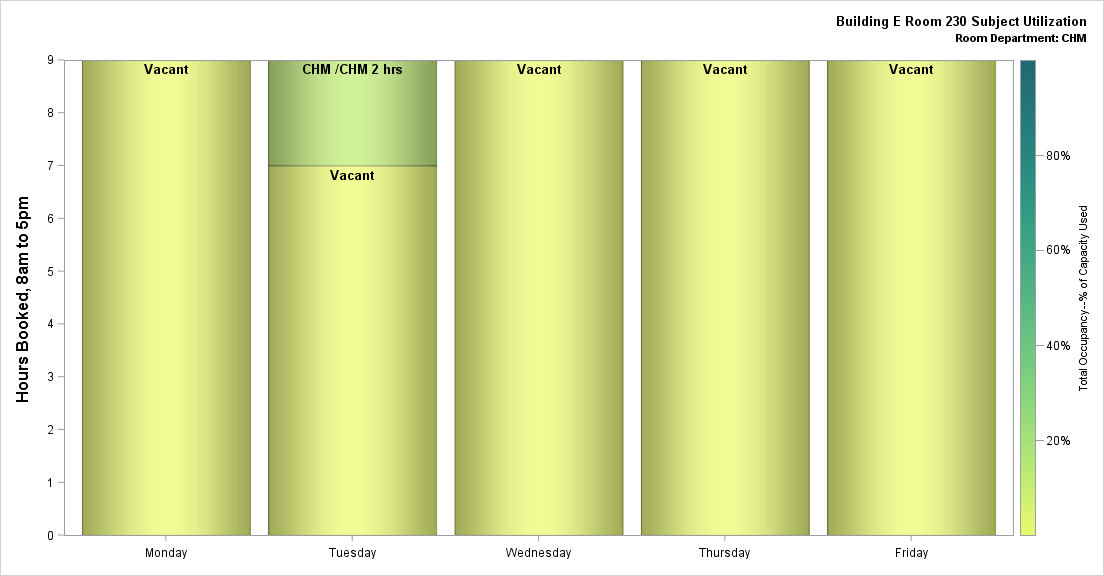 Building E Room 230 Subject Utilization
Room Department: CHM
Hours Booked, 8am to 5pm
9
8
7
6
5
4
3
2
1
0
Vacant
CHM /CHM 2 hrs
Vacant
Vacant
Vacant
Vacant
Monday
Tuesday
Wednesday
Thursday
Friday
80%
60%
40%
20%
Total Occupancy--% of Capacity Used